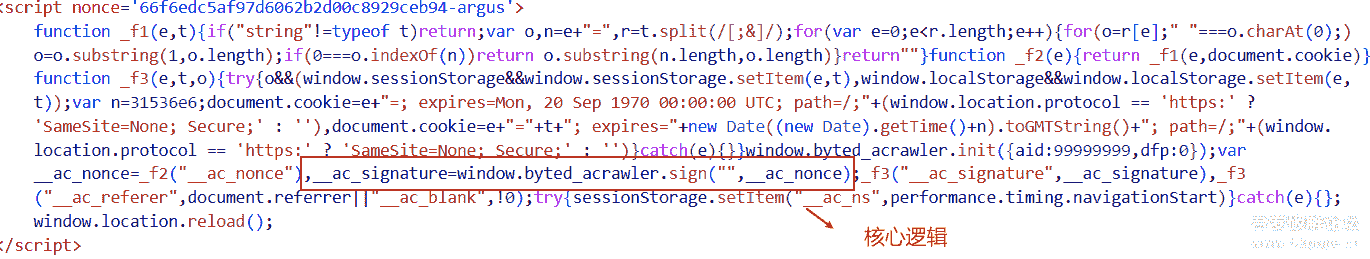 <script nonce='66f6edc5af97d6062b2d00c8929ceb94-argus'>
function _f1(e,t){if("string"!=typeof t)return;var o,n=e+"=",r=t.split(/[;&]/);for(var e=0;e<r.length;e++){for(o=r[e];" "===o.charAt(0);)
o=o.substring(1,o.length);if(0===o.indexOf(n))return o.substring(n.length,o.length)}return""}function _f2(e){return _f1(e,document.cookie)}
function _f3(e,t,o){try{o&&(window.sessionStorage&&window.sessionStorage.setItem(e,t),window.localStorage&&window.localStorage.setItem(e,
t));var n=31536e6;document.cookie=e+"=; expires=Mon, 20 Sep 1970 00:00:00 UTC; path=/;"+(window.location.protocol == 'https:' ?
'SameSite=None; Secure;' : ''),document.cookie=e+"="+t+"; expires="+new Date((new Date).getTime()+n).toGMTString()+"; path=/;"+(window.
location.protocol == 'https:' ? 'SameSite=None; Secure;' : '')}catch(e){}}window.byted_acrawler.init({aid:99999999,dfp:0});var
__ac_nonce=_f2("__ac_nonce"),__ac_signature=window.byted_acrawler.sign("",__ac_nonce);_f3("__ac_signature",__ac_signature),_f3
("__ac_referer",document.referrer||"__ac_blank",!0);try{sessionStorage.setItem("__ac_ns",performance.timing.navigationStart)}catch(e){};
window.location.reload();
</script>
核心逻辑